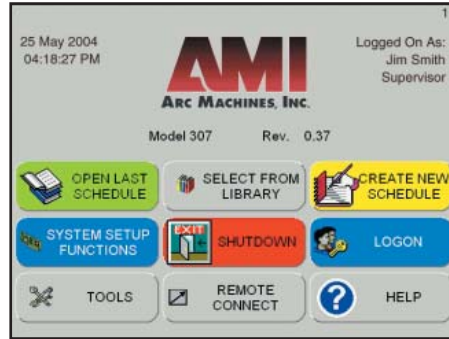 1
25 May 2004
04:18:27 PM
Logged On As:
Jim Smith
Supervisor
AMI
ARC MACHINES, INC.
Model 307 Rev. 0.37
OPEN LAST
SCHEDULE
SELECT FROM
LIBRARY
CREATE NEW
SCHEDULE
SYSTEM SETUP
FUNCTIONS
EXIT
SHUTDOWN
LOGON
TOOLS
REMOTE
CONNECT
?
HELP